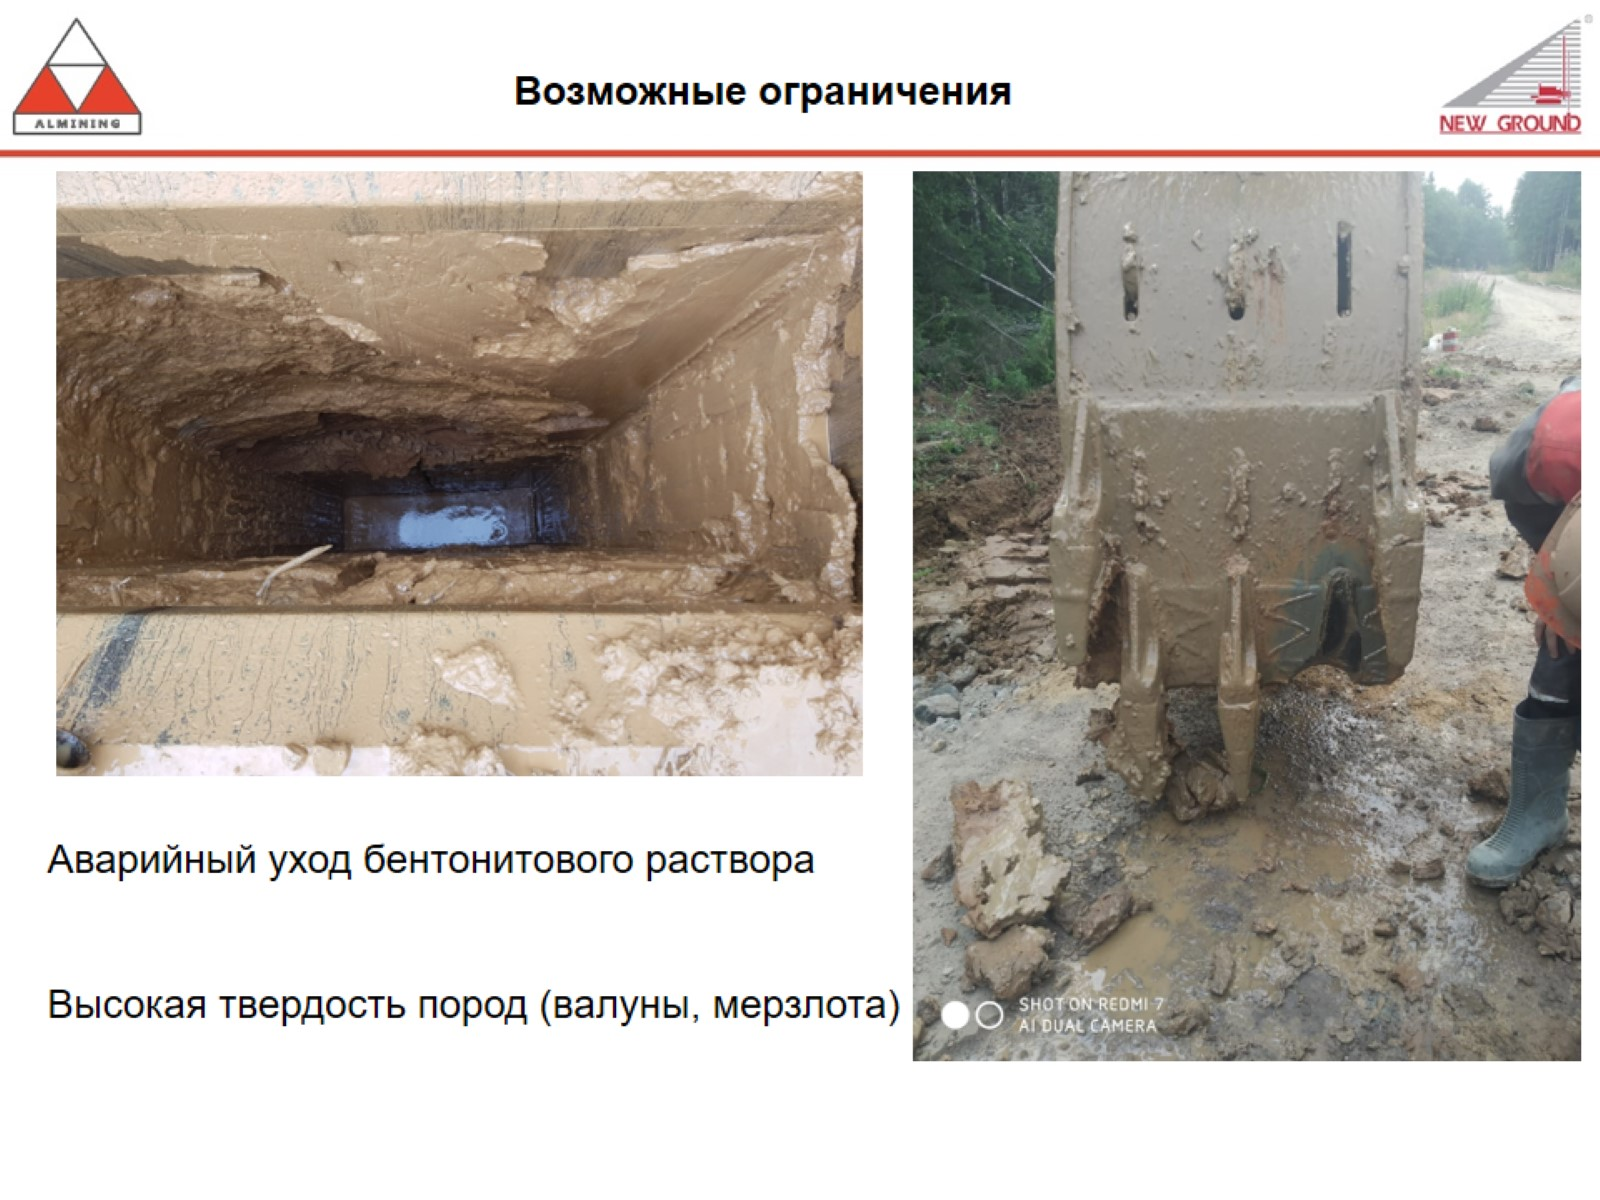 ALMINING
Возможные ограничения
NEW GROUND
Аварийный уход бентонитового раствора
Высокая твердость пород (валуны, мерзлота)
SHOT ON REDMI 7
AI DUAL CAMERA